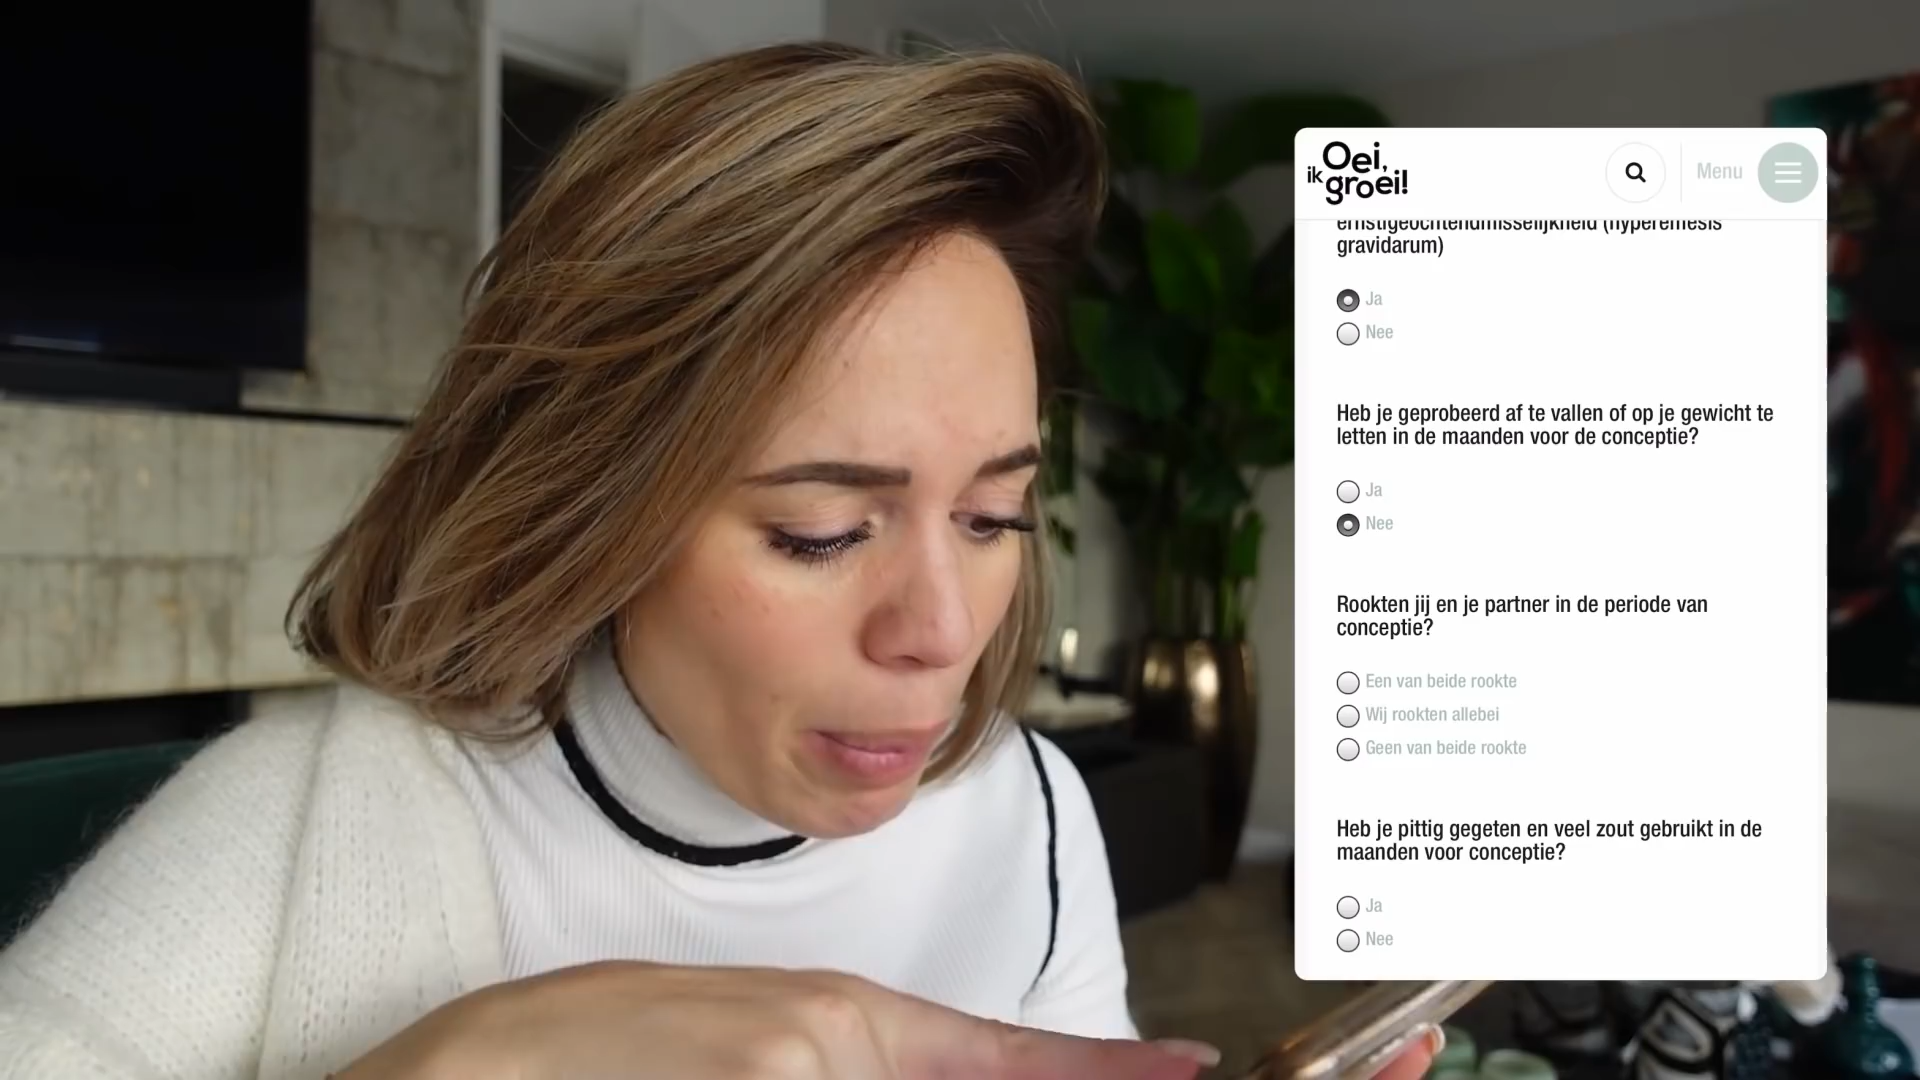 Oei,
ik groei!
Menu
ernstigeochtendmisselijkheid (hyperemesis
gravidarum)
Ja
Nee
Heb je geprobeerd af te vallen of op je gewicht te
letten in de maanden voor de conceptie?
Ja
Nee
Rookten jij en je partner in de periode van
conceptie?
Een van beide rookte
Wij rookten allebei
Geen van beide rookte
Heb je pittig gegeten en veel zout gebruikt in de
maanden voor conceptie?
Ja
Nee